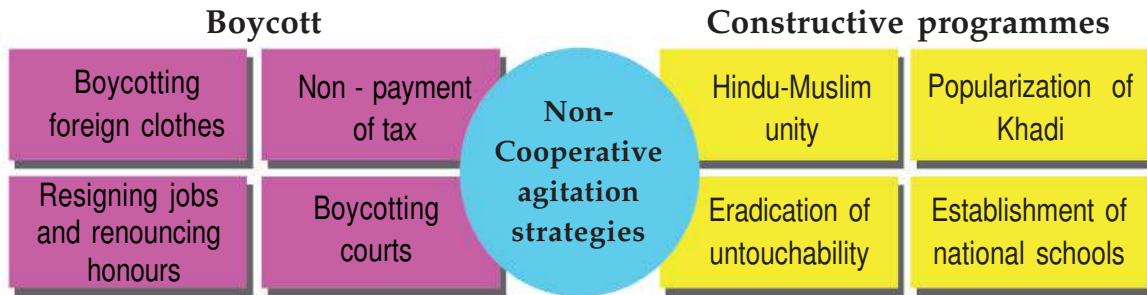 Boycott
Constructive programmes
Boycotting
foreign clothes
Non - payment
of tax
Resigning jobs
and renouncing
honours
Boycotting
courts
Non-
Cooperative
agitation
strategies
Hindu-Muslim
unity
Popularization of
Khadi
Eradication of
untouchability
Establishment of
national schools